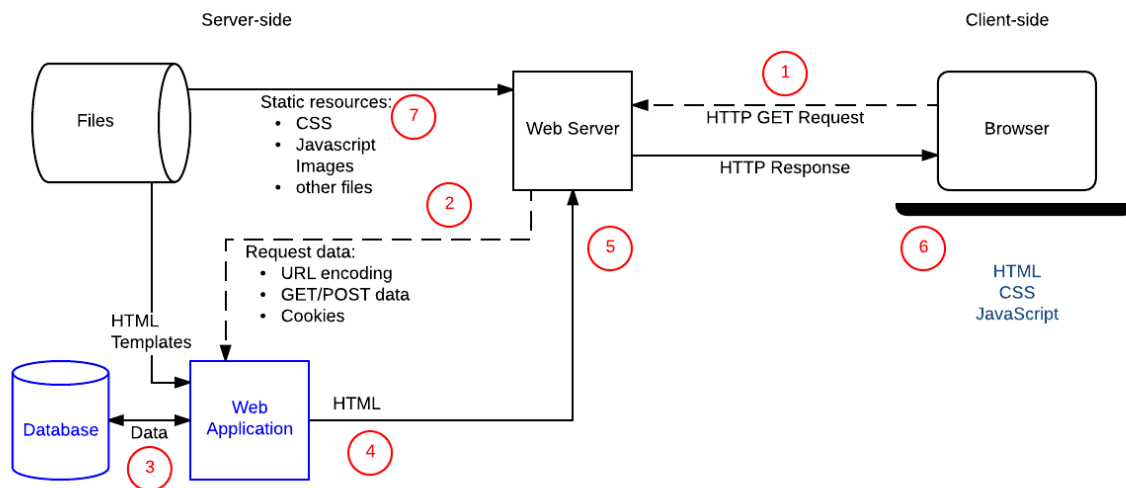 Server-side
Client-side
1
Files
Static resources:
• CSS
• Javascript
Images
• other files
7
Web Server
HTTP GET Request
Browser
HTTP Response
2
5
6
Request data:
• URL encoding
• GET/POST data
• Cookies
HTML
CSS
JavaScript
HTML
Templates
Database
Data
3
Web
Application
HTML
4